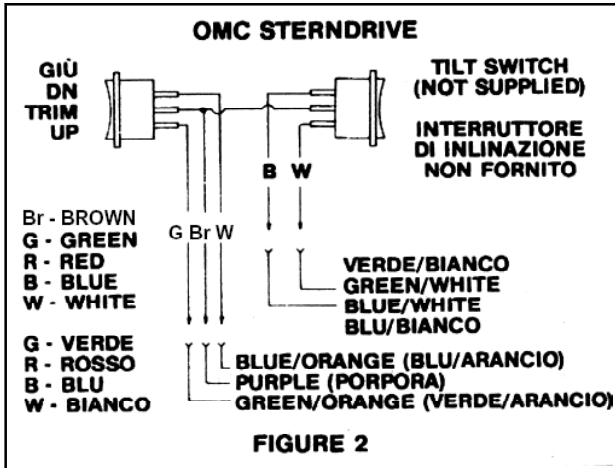 OMC STERNDRIVE
GIÙ
DN
TRIM
UP
TILT SWITCH
(NOT SUPPLIED)
INTERRUTTORE
DI INLINAZIONE
NON FORNITO
B W
G Br W
Br - BROWN
G - GREEN
R - RED
B - BLUE
W - WHITE
G - VERDE
R - ROSSO
B - BLU
W - BIANCO
VERDE/BIANCO
GREEN/WHITE
BLUE/WHITE
BLU/BIANCO
BLUE/ORANGE (BLU/ARANCIO)
PURPLE (PORPORA)
GREEN/ORANGE (VERDE/ARANCIO)
FIGURE 2